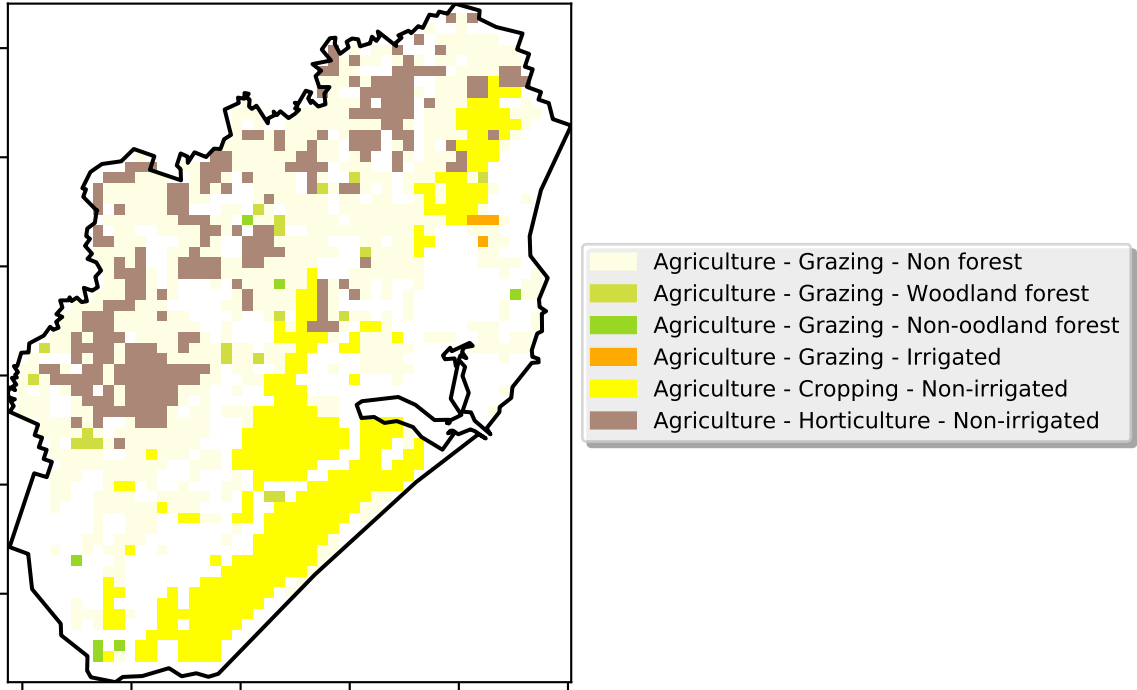 Agriculture - Grazing - Non forest
Agriculture - Grazing - Woodland forest
Agriculture - Grazing - Non-oodland forest
Agriculture - Grazing - Irrigated
Agriculture - Cropping - Non-irrigated
Agriculture - Horticulture - Non-irrigated